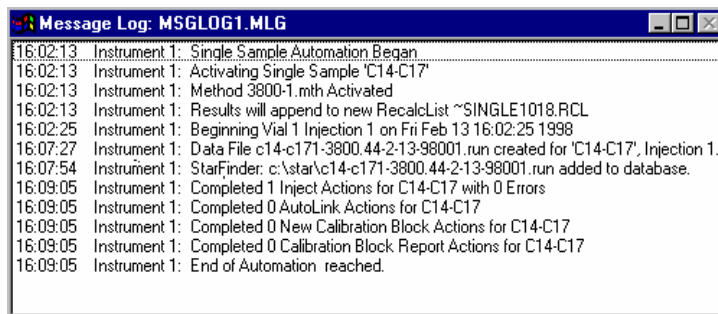 Message Log: MSGLOG1.MLG
16:02:13 Instrument 1: Single Sample Automation Began
16:02:13 Instrument 1: Activating Single Sample 'C14-C17'
16:02:13 Instrument 1: Method 3800-1.mth Activated
16:02:13 Instrument 1: Results will append to new RecalcList ~SINGLE1018.RCL
16:02:25 Instrument 1: Beginning Vial 1 Injection 1 on Fri Feb 13 16:02:25 1998
16:07:27 Instrument 1: Data File c14-c171-3800.44-2-13-98001.run created for 'C14-C17', Injection 1.
16:07:54 Instrument 1: StarFinder: c:\star\c14-c171-3800.44-2-13-98001.run added to database.
16:09:05 Instrument 1: Completed 1 Inject Actions for C14-C17 with 0 Errors
16:09:05 Instrument 1: Completed 0 AutoLink Actions for C14-C17
16:09:05 Instrument 1: Completed 0 New Calibration Block Actions for C14-C17
16:09:05 Instrument 1: Completed 0 Calibration Block Report Actions for C14-C17
16:09:05 Instrument 1: End of Automation reached.